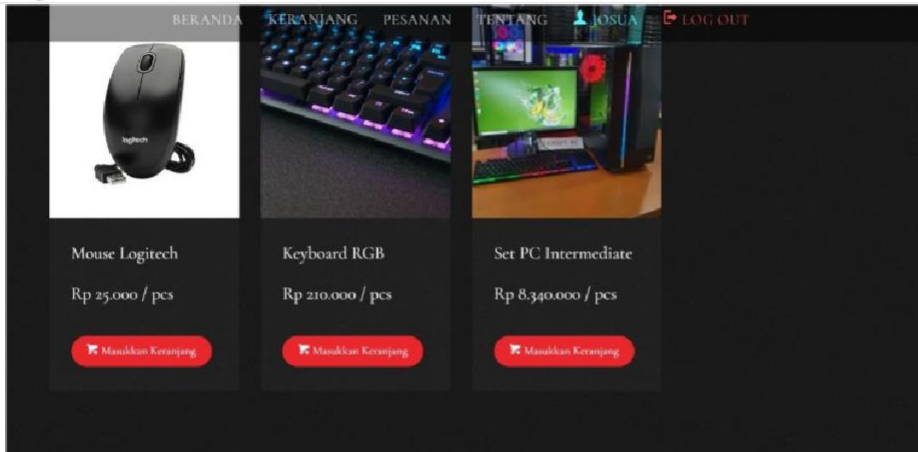 BERANDA KERANJANG PESANAN TENTANG JOSUA LOG OUT
logitech
Mouse Logitech
Rp 25.000 / pcs
Masukkan Keranjang
Keyboard RGB
Rp 210.000 / pcs
Masukkan Keranjang
Set PC Intermediate
Rp 8.340.000 / pcs
Masukkan Keranjang